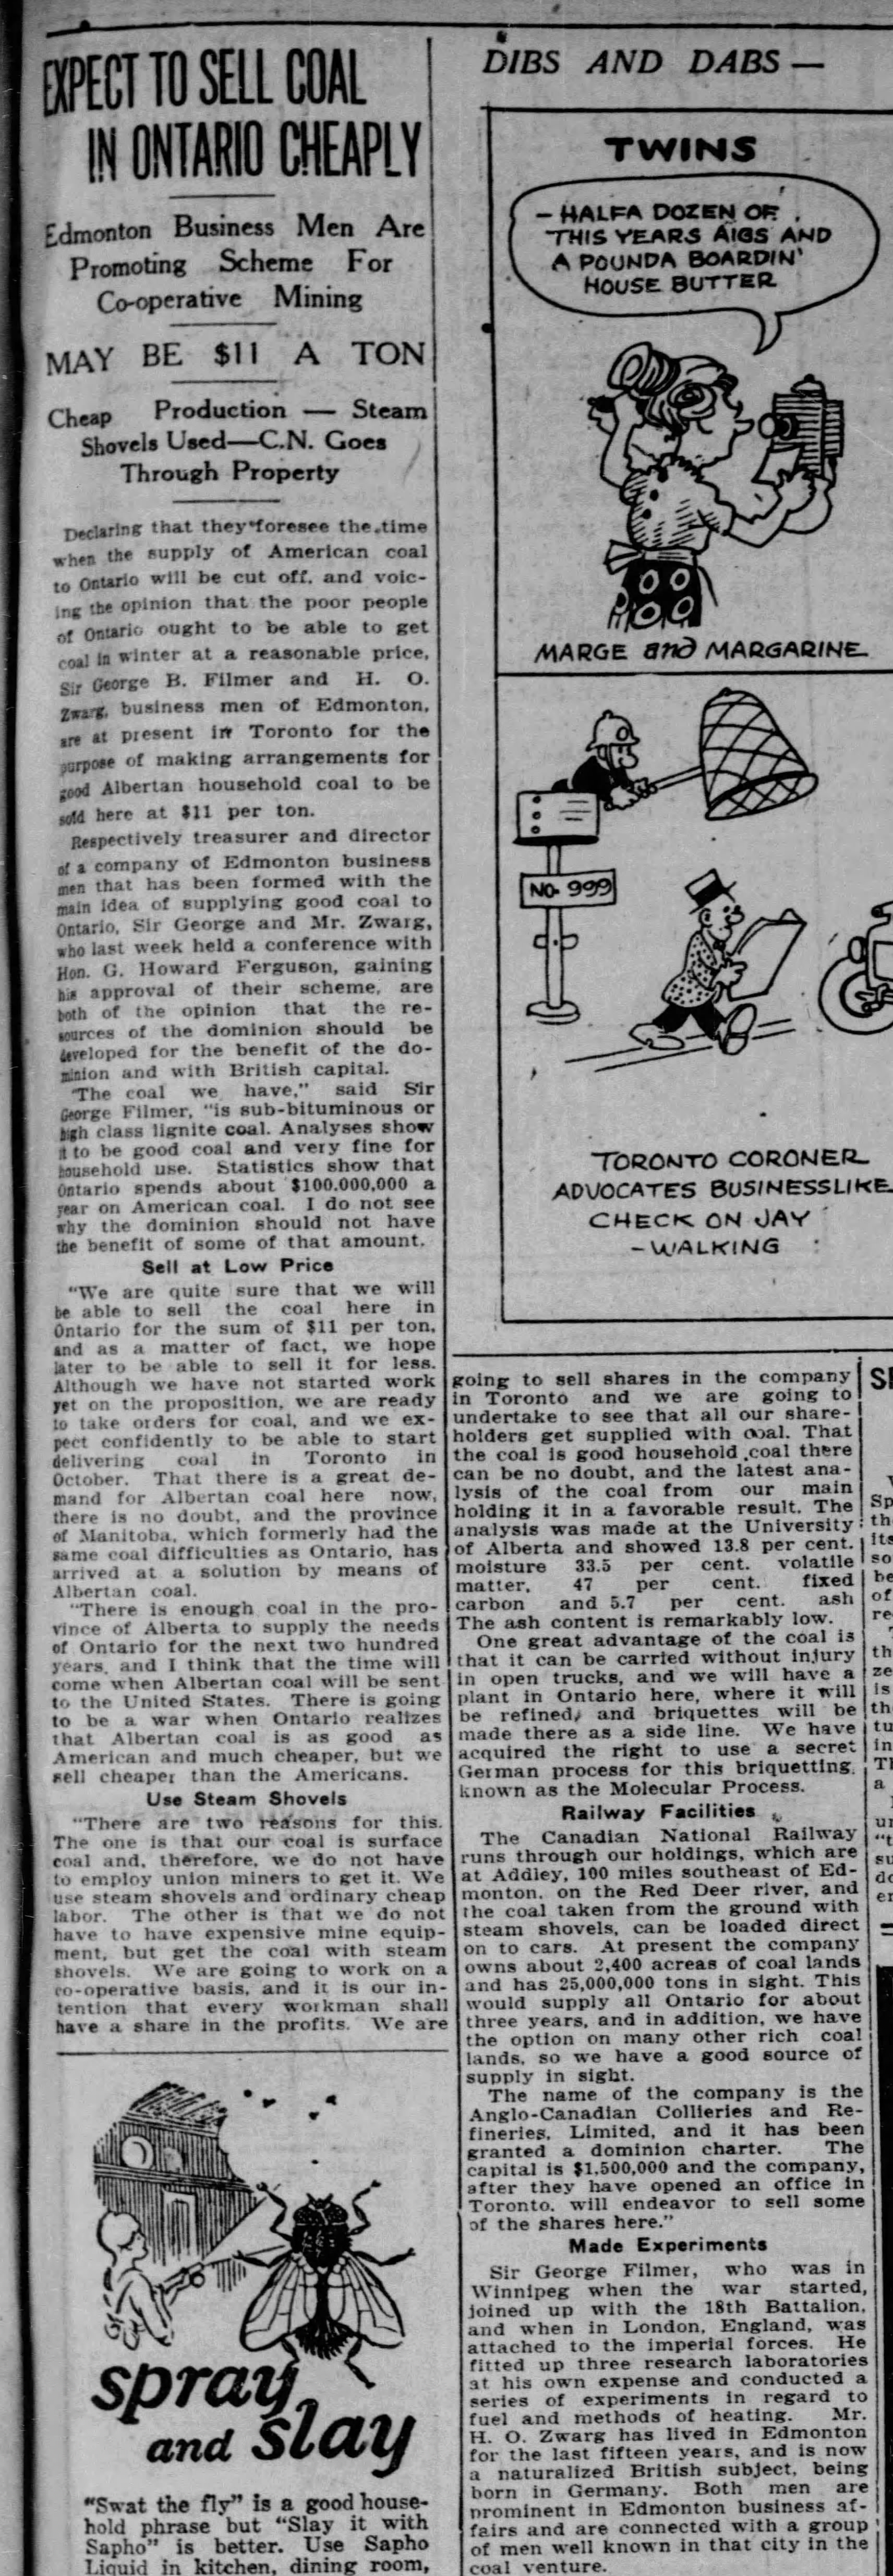 EXPECT TO SELL COAL
IN ONTARIO CHEAPLY
Edmonton Business Men Are
Promoting Scheme For
Co-operative Mining
MAY BE $11 A TON
Cheap Production — Steam
Shovels Used—C.N. Goes
Through Property
Declaring that they foresee the time
when the supply of American coal
to Ontario will be cut off, and voic-
ing the opinion that the poor people
of Ontario ought to be able to get
coal in winter at a reasonable price,
Sir George B. Filmer and H. O.
Zwarg, business men of Edmonton,
are at present in Toronto for the
purpose of making arrangements for
good Albertan household coal to be
sold here at $11 per ton.
Respectively treasurer and director
of a company of Edmonton business
men that has been formed with the
main idea of supplying good coal to
Ontario, Sir George and Mr. Zwarg,
who last week held a conference with
Hon. G. Howard Ferguson, gaining
his approval of their scheme, are
both of the opinion that the re-
sources of the dominion should be
developed for the benefit of the do-
minion and with British capital.
"The coal we have," said Sir
George Filmer, "is sub-bituminous or
high class lignite coal. Analyses show
it to be good coal and very fine for
household use. Statistics show that
Ontario spends about $100,000,000 a
year on American coal. I do not see
why the dominion should not have
the benefit of some of that amount.
Sell at Low Price
"We are quite sure that we will
be able to sell the coal here in
Ontario for the sum of $11 per ton,
and as a matter of fact, we hope
later to be able to sell it for less.
Although we have not started work
yet on the proposition, we are ready
to take orders for coal, and we ex-
pect confidently to be able to start
delivering coal in Toronto in
October. That there is a great de-
mand for Albertan coal here now,
there is no doubt, and the province
of Manitoba, which formerly had the
same coal difficulties as Ontario, has
arrived at a solution by means of
Albertan coal.
"There is enough coal in the pro-
vince of Alberta to supply the needs
of Ontario for the next two hundred
years, and I think that the time will
come when Albertan coal will be sent
to the United States. There is going
to be a war when Ontario realizes
that Albertan coal is as good as
American and much cheaper, but we
sell cheaper than the Americans.
Use Steam Shovels
"There are two reasons for this.
The one is that our coal is surface
coal and, therefore, we do not have
to employ union miners to get it. We
use steam shovels and ordinary cheap
labor. The other is that we do not
have to have expensive mine equip-
ment, but get the coal with steam
shovels. We are going to work on a
co-operative basis, and it is our in-
tention that every workman shall
have a share in the profits. We are
going to sell shares in the company
in Toronto and we are going to
undertake to see that all our share-
holders get supplied with coal. That
the coal is good household coal there
can be no doubt, and the latest ana-
lysis of the coal from our main
holding it in a favorable result. The
analysis was made at the University
of Alberta and showed 13.8 per cent.
moisture 33.5 per cent. volatile
matter, 47 per cent. fixed
carbon and 5.7 per cent. ash
The ash content is remarkably low.
One great advantage of the coal is
that it can be carried without injury
in open trucks, and we will have a
plant in Ontario here, where it will
be refined, and briquettes will be
made there as a side line. We have
acquired the right to use a secret
German process for this briquetting,
known as the Molecular Process.
Railway Facilities
The Canadian National Railway
runs through our holdings, which are
at Addley, 100 miles southeast of Ed-
monton, on the Red Deer river, and
the coal taken from the ground with
steam shovels, can be loaded direct
on to cars. At present the company
owns about 2,400 acreas of coal lands
and has 25,000,000 tons in sight. This
would supply all Ontario for about
three years, and in addition, we have
the option on many other rich coal
lands, so we have a good source of
supply in sight.
The name of the company is the
Anglo-Canadian Collieries and Re-
fineries, Limited, and it has been
granted a dominion charter. The
capital is $1,500,000 and the company,
after they have opened an office in
Toronto, will endeavor to sell some
of the shares here."
Made Experiments
Sir George Filmer, who was in
Winnipeg when the war started,
joined up with the 18th Battalion,
and when in London, England, was
attached to the imperial forces. He
fitted up three research laboratories
at his own expense and conducted a
series of experiments in regard to
fuel and methods of heating. Mr.
H. O. Zwarg has lived in Edmonton
for the last fifteen years, and is now
a naturalized British subject, being
born in Germany. Both men are
prominent in Edmonton business af-
fairs and are connected with a group
of men well known in that city in the
coal venture.
DIBS AND DABS —
TWINS
– HALFA DOZEN OF
THIS YEARS AIGS AND
A POUNDA BOARDIN'
HOUSE BUTTER
MARGE and MARGARINE
NO. 999
TORONTO CORONER
ADVOCATES BUSINESSLIKE
CHECK ON JAY
-WALKING
spray
and slay
"Swat the fly" is a good house-
hold phrase but "Slay it with
Sapho" is better. Use Sapho
Liquid in kitchen, dining room,